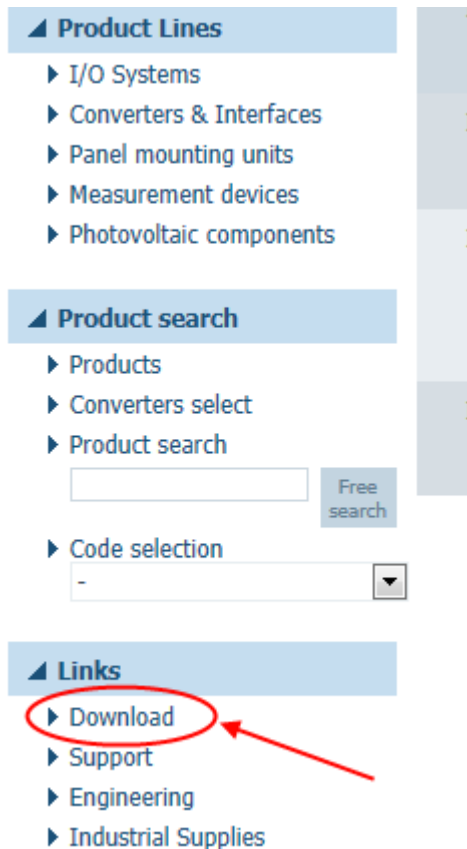 Product Lines
I/O Systems
Converters & Interfaces
Panel mounting units
Measurement devices
Photovoltaic components
Product search
Products
Converters select
Product search
Free
search
Code selection
-
Links
Download
Support
Engineering
Industrial Supplies